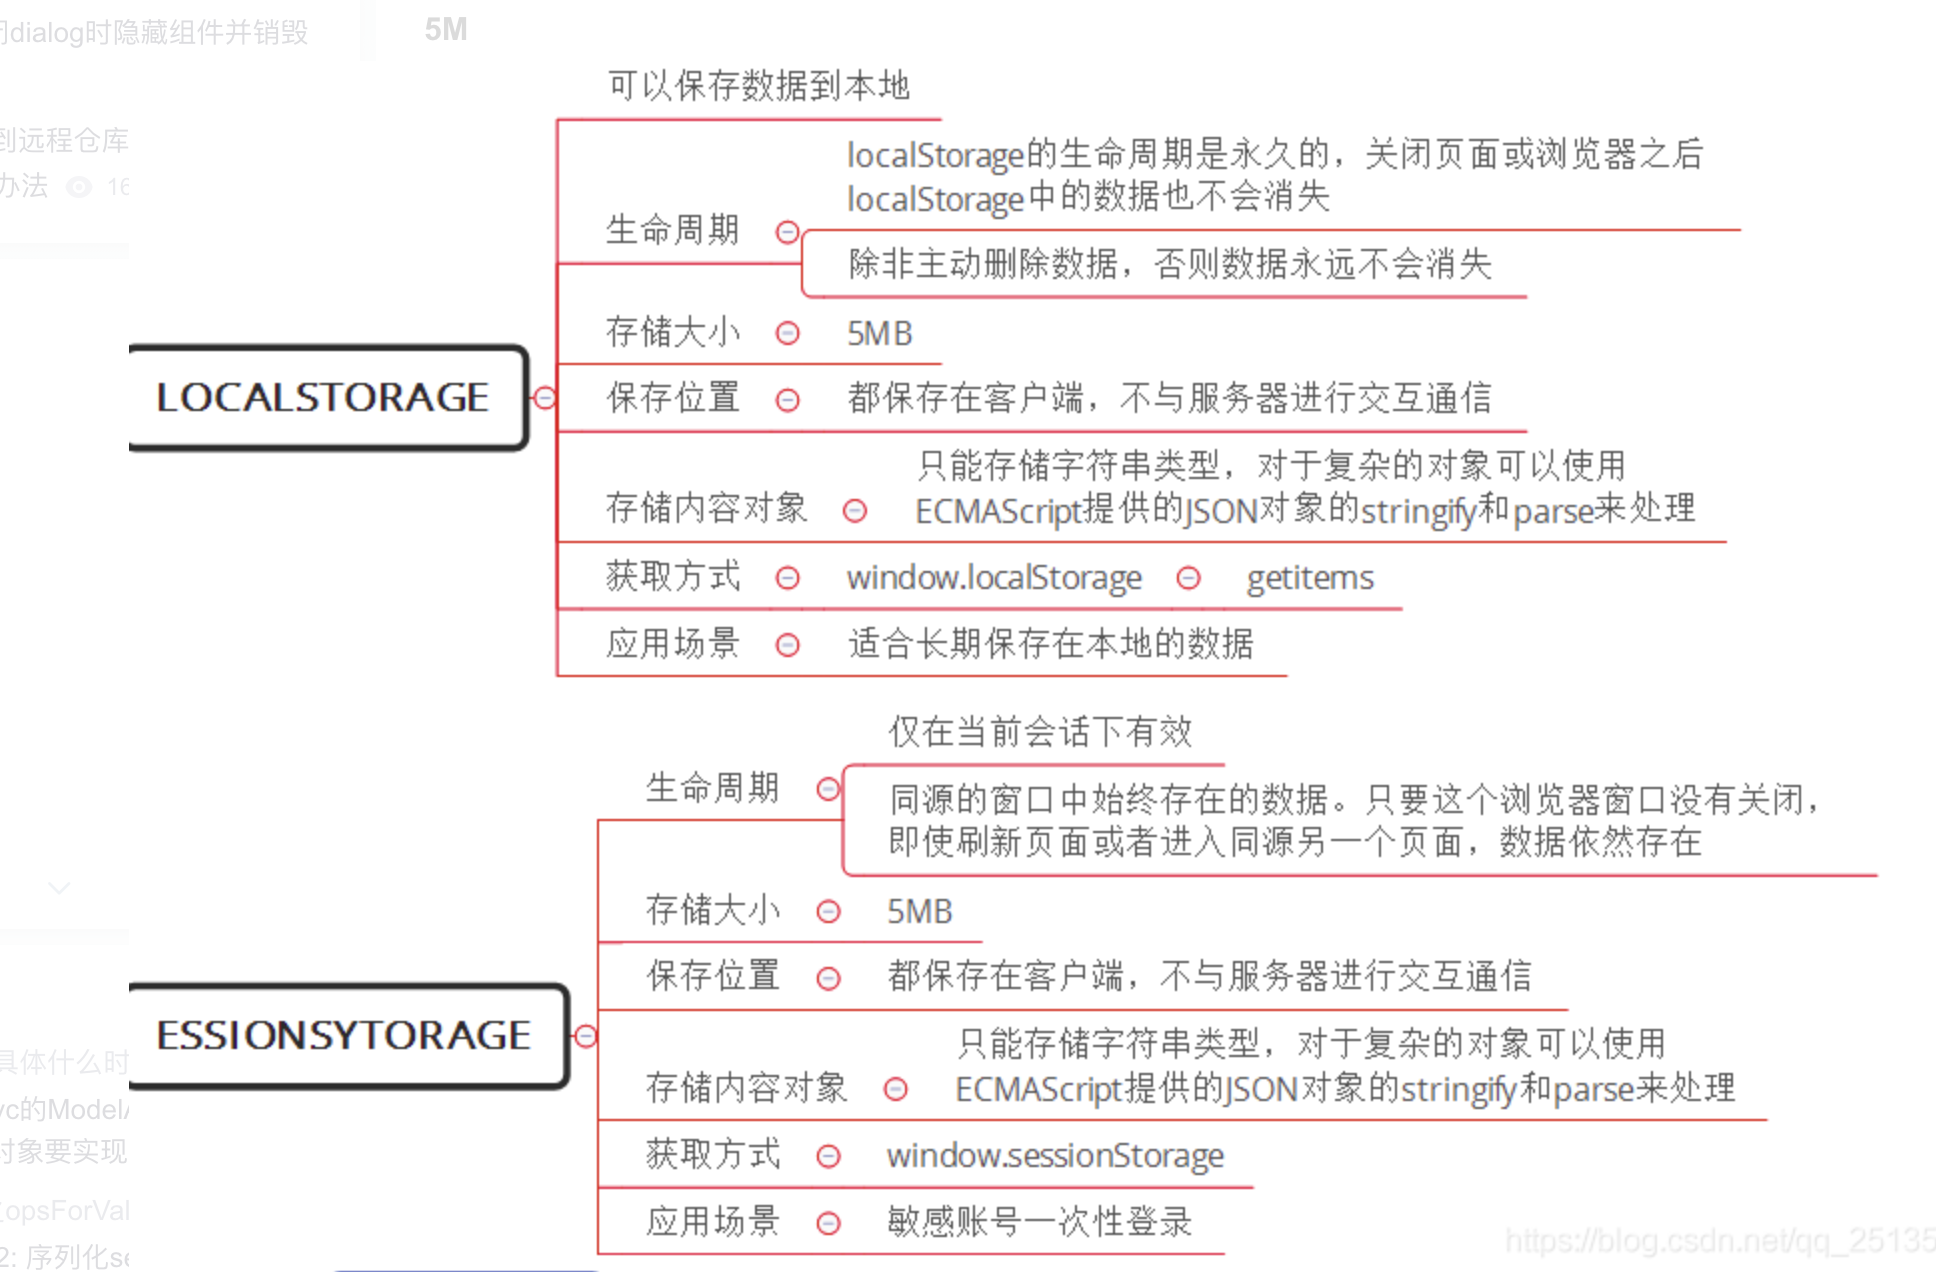 dialog时隐藏组件并销毁
5M
到远程仓库
办法 16
可以保存数据到本地
localStorage的生命周期是永久的，关闭页面或浏览器之后
localStorage中的数据也不会消失
生命周期
除非主动删除数据，否则数据永远不会消失
存储大小 5MB
LOCALSTORAGE
保存位置 都保存在客户端，不与服务器进行交互通信
只能存储字符串类型，对于复杂的对象可以使用
存储内容对象 ECMAScript提供的JSON对象的stringify和parse来处理
获取方式 window.localStorage getitems
应用场景 适合长期保存在本地的数据
仅在当前会话下有效
生命周期
同源的窗口中始终存在的数据。只要这个浏览器窗口没有关闭，
即使刷新页面或者进入同源另一个页面，数据依然存在
存储大小 5MB
保存位置 都保存在客户端，不与服务器进行交互通信
ESSIONSYTORAGE
只能存储字符串类型，对于复杂的对象可以使用
存储内容对象 ECMAScript提供的JSON对象的stringify和parse来处理
具体什么时
vc的ModelA
对象要实现
获取方式 window.sessionStorage
_opsForVal
应用场景 敏感账号一次性登录
2: 序列化se
https://blog.csdn.net/qq_25135